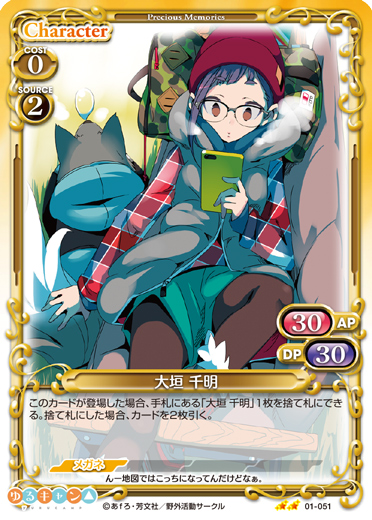 Precious Memories
Character
COST
0
SOURCE
2
30 AP
DP 30
大垣 千明
このカードが登場した場合、手札にある「大垣 千明」1枚を捨て札にでき
る。捨て札にした場合、カードを2枚引く。
メガネ
んー地図ではこっちになってんだけどなぁ。
ゆるキャン△
01-051
©あfろ・芳文社／野外活動サークル